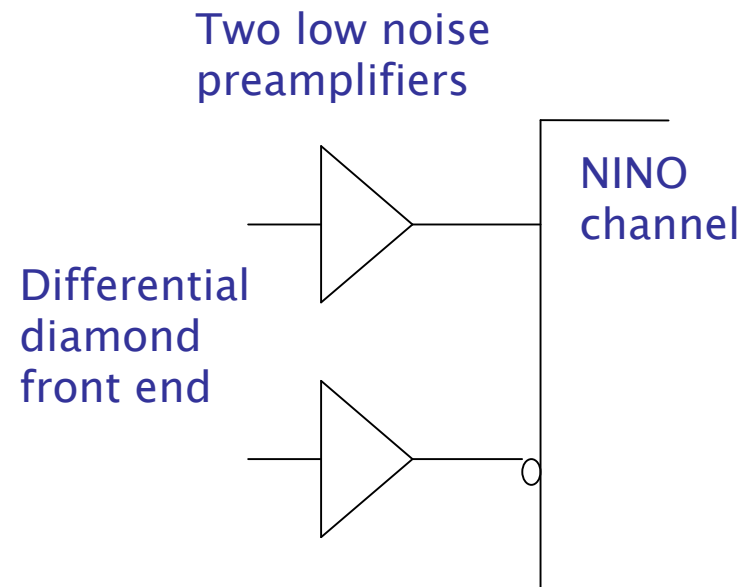 Two low noise
preamplifiers
NINO
channel
Differential
diamond
front end